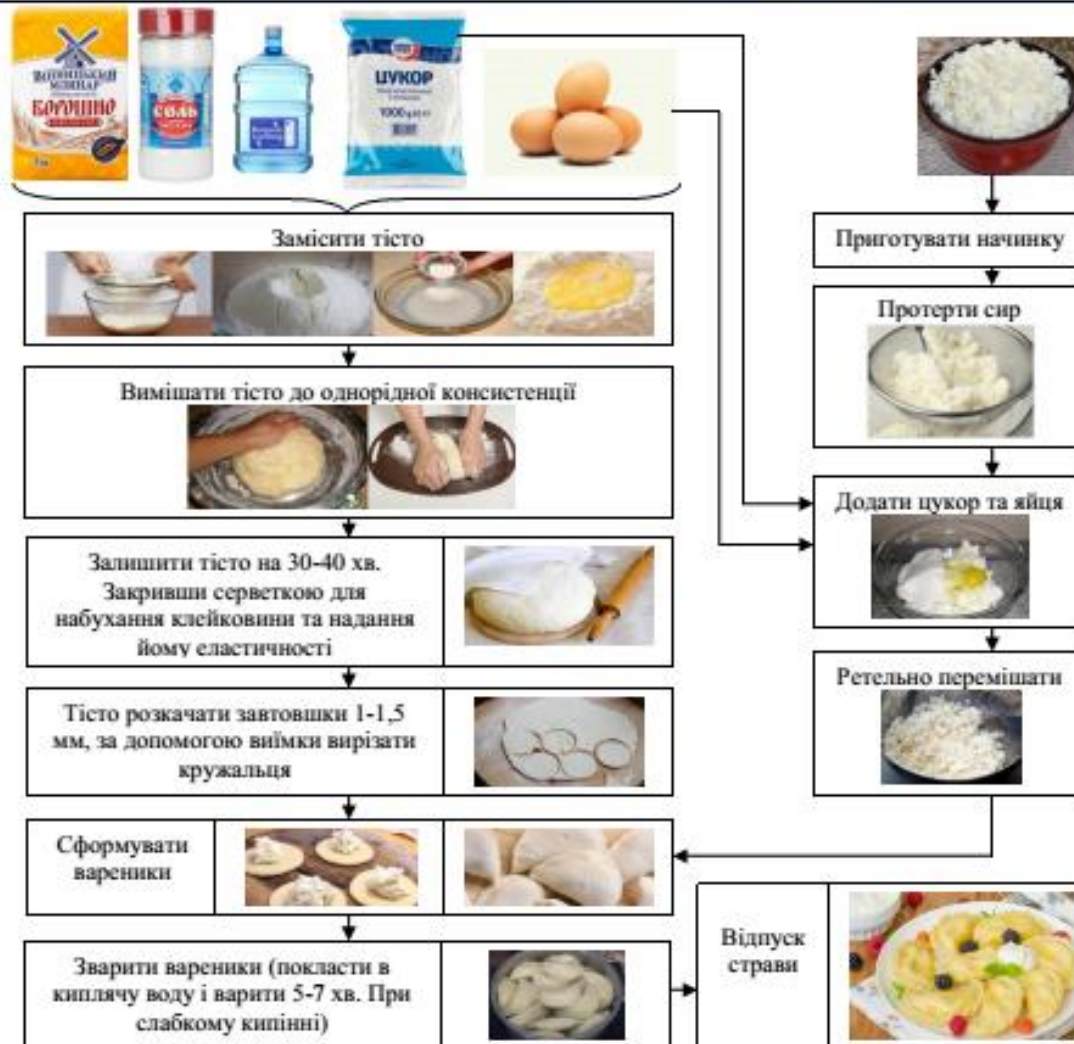 БОРОШНО
СОЛЬ
ЦУКОР
1000g
Замісити тісто
Вимішати тісто до однорідної консистенції
Залишити тісто на 30-40 хв.
Закривши серветкою для
набухання клейковини та надання
йому еластичності
Тісто розкачати завтовшки 1-1,5
мм, за допомогою виїмки вирізати
кружальця
Сформувати
вареники
Зварити вареники (покласти в
киплячу воду і варити 5-7 хв. При
слабкому кипінні)
Приготувати начинку
Протерти сир
Додати цукор та яйця
Ретельно перемішати
Відпуск
страви